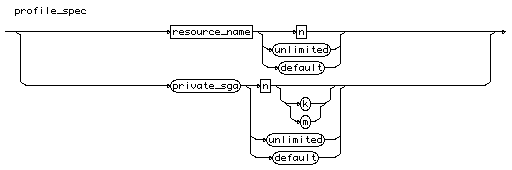 profile_spec
resource_name n
unlimited
default
private_sga n
k
m
unlimited
default